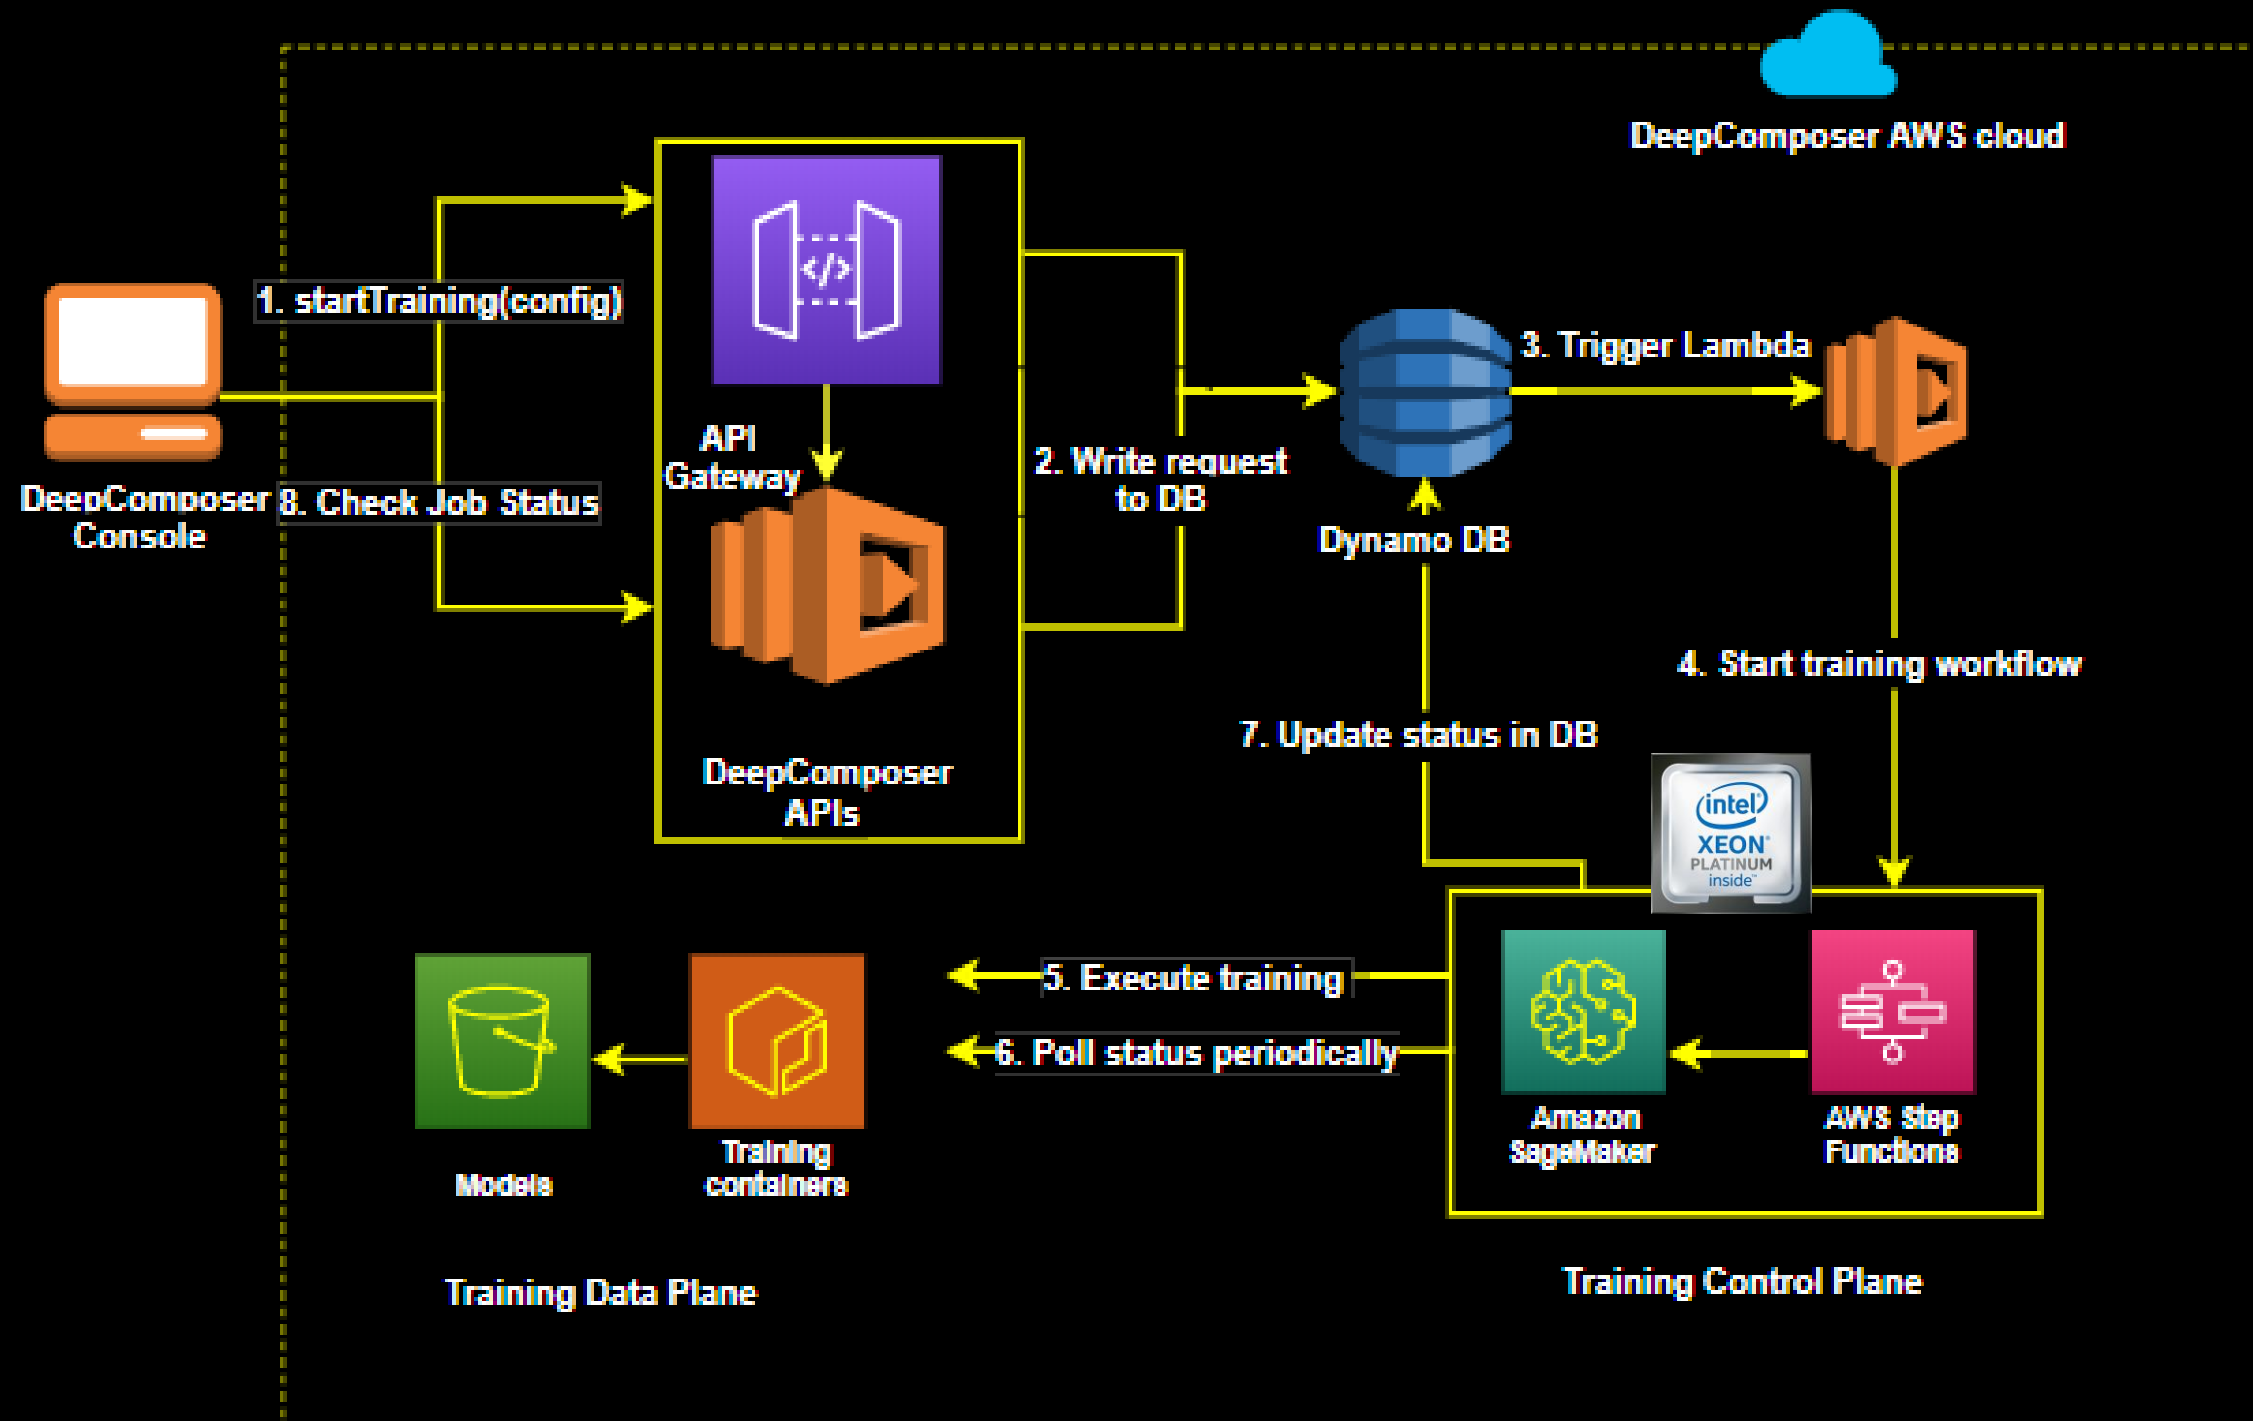 DeepComposer AWS cloud
1. startTraining(config)
</>
API
Gateway
3. Trigger Lambda
2. Write request
to DB
DeepComposer
Console
8. Check Job Status
Dynamo DB
4. Start training workflow
7. Update status in DB
DeepComposer
APIs
intel®
XEON®
PLATINUM
inside™
5. Execute training
6. Poll status periodically
Models
Training
containers
Amazon
SageMaker
AWS Step
Functions
Training Data Plane
Training Control Plane